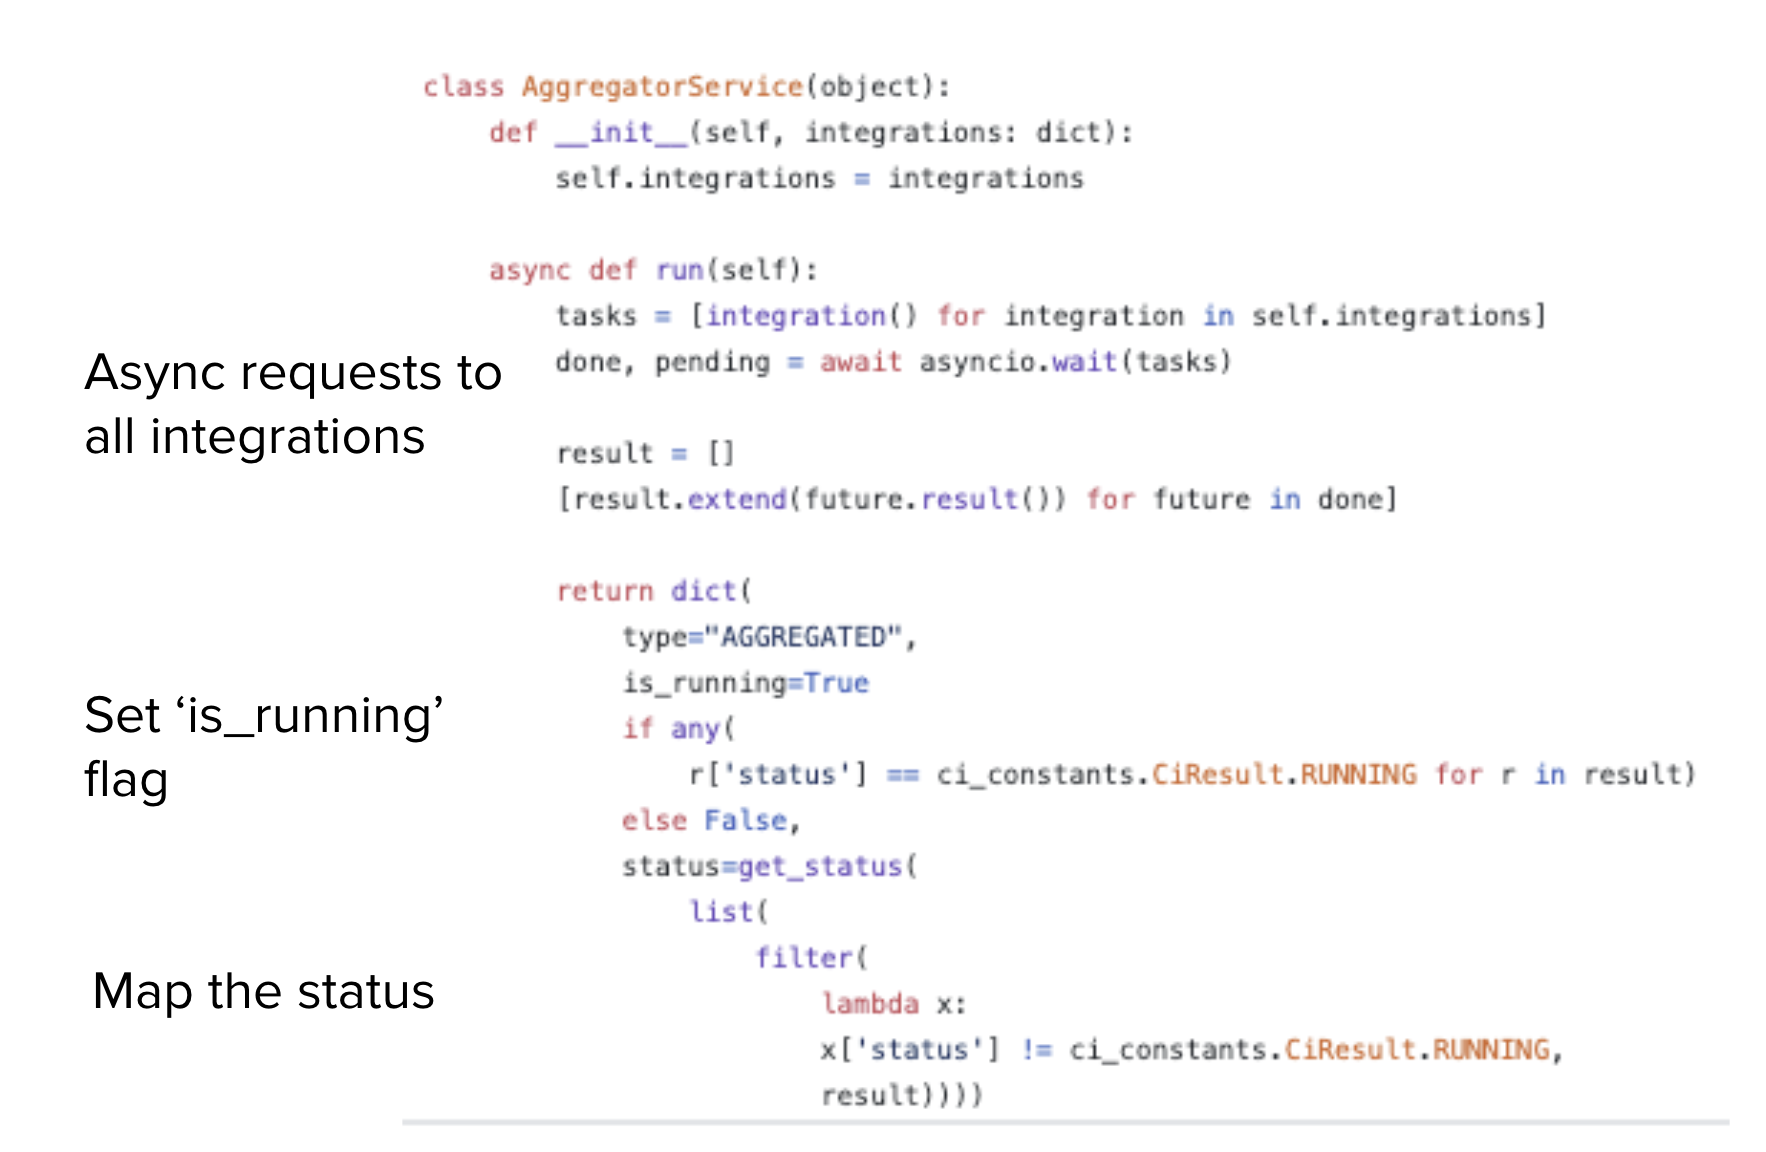 class AggregatorService(object):
def __init__(self, integrations: dict):
self.integrations = integrations
async def run(self):
tasks = [integration() for integration in self.integrations]
done, pending = await asyncio.wait(tasks)
Async requests to
all integrations
result = []
[result.extend(future.result()) for future in done]
return dict(
type="AGGREGATED",
is_running=True
Set ‘is_running’
flag
if any(
r['status'] == ci_constants.CiResult.RUNNING for r in result)
else False,
status=get_status(
list(
filter(
Map the status
lambda x:
x['status'] != ci_constants.CiResult.RUNNING,
result))))